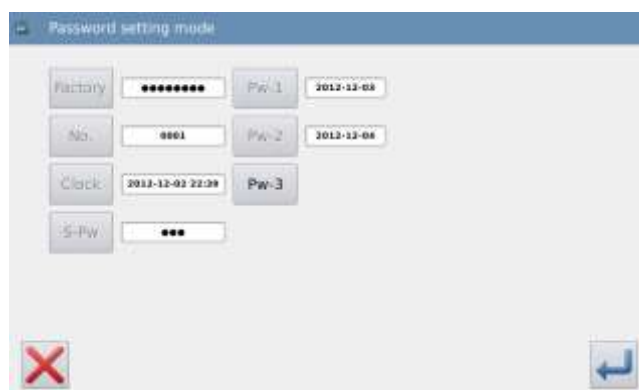 Password setting mode
Factory ●●●●●●●● Pw-1 2012-12-03
No. 0001 Pw-2 2012-12-04
Clock 2012-12-02 22:39 Pw-3
S-Pw ●●●